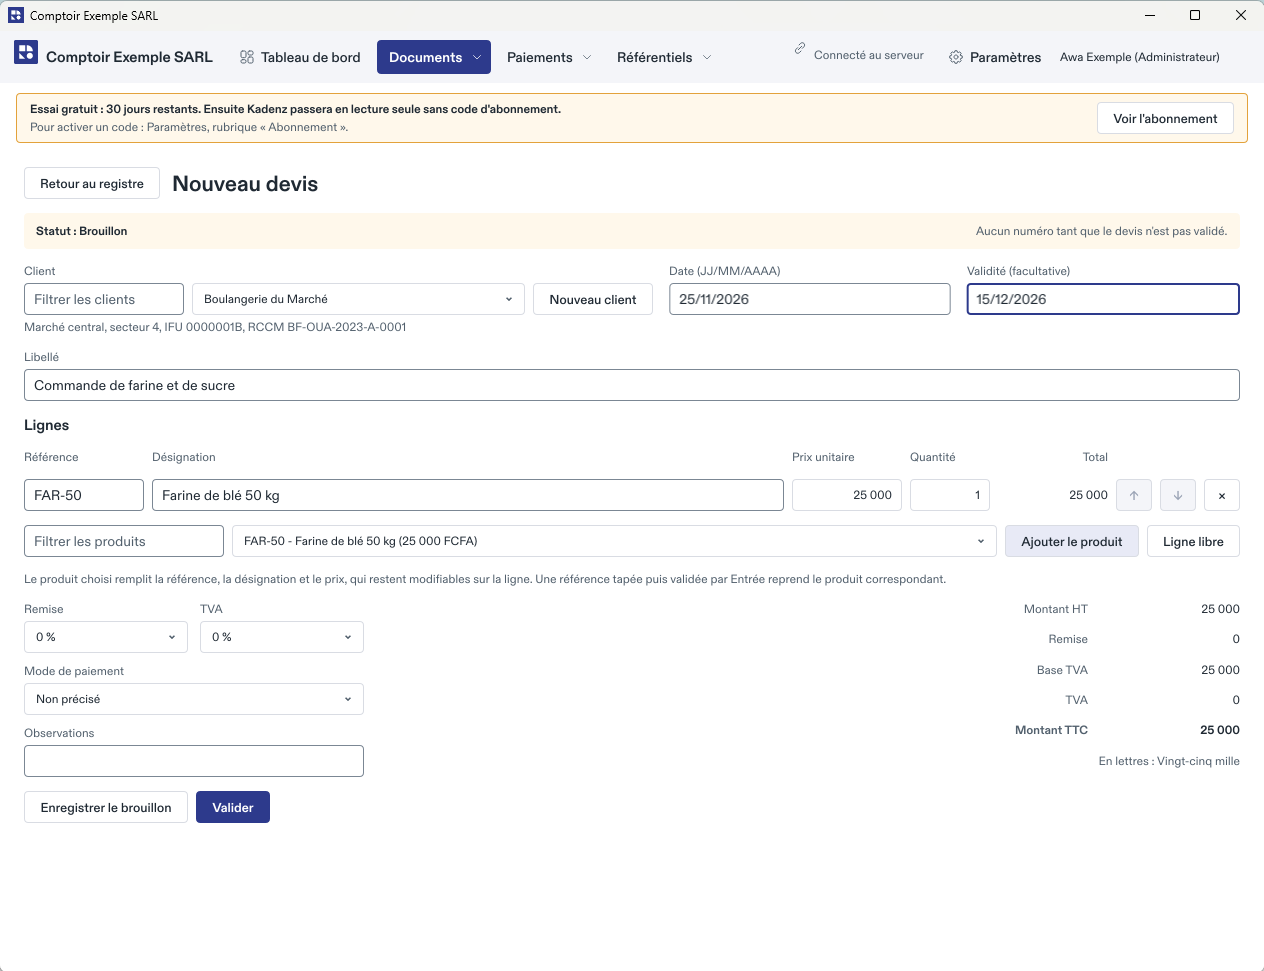 Comptoir Exemple SARL
Comptoir Exemple SARL
Tableau de bord
Documents
Paiements
Référentiels
Connecté au serveur
Paramètres
Awa Exemple (Administrateur)
Essai gratuit : 30 jours restants. Ensuite Kadenz passera en lecture seule sans code d'abonnement.
Pour activer un code : Paramètres, rubrique « Abonnement ».
Voir l'abonnement
Retour au registre
Nouveau devis
Statut : Brouillon
Aucun numéro tant que le devis n'est pas validé.
Client
Date (JJ/MM/AAAA)
Validité (facultative)
Filtrer les clients
Boulangerie du Marché
Nouveau client
25/11/2026
15/12/2026
Marché central, secteur 4, IFU 0000001B, RCCM BF-OUA-2023-A-0001
Libellé
Commande de farine et de sucre
Lignes
Référence
Désignation
Prix unitaire
Quantité
Total
FAR-50
Farine de blé 50 kg
25 000
1
25 000
Filtrer les produits
FAR-50 - Farine de blé 50 kg (25 000 FCFA)
Ajouter le produit
Ligne libre
Le produit choisi remplit la référence, la désignation et le prix, qui restent modifiables sur la ligne. Une référence tapée puis validée par Entrée reprend le produit correspondant.
Remise
TVA
0 %
0 %
Mode de paiement
Non précisé
Observations
Montant HT 25 000
Remise 0
Base TVA 25 000
TVA 0
Montant TTC 25 000
En lettres : Vingt-cinq mille
Enregistrer le brouillon
Valider